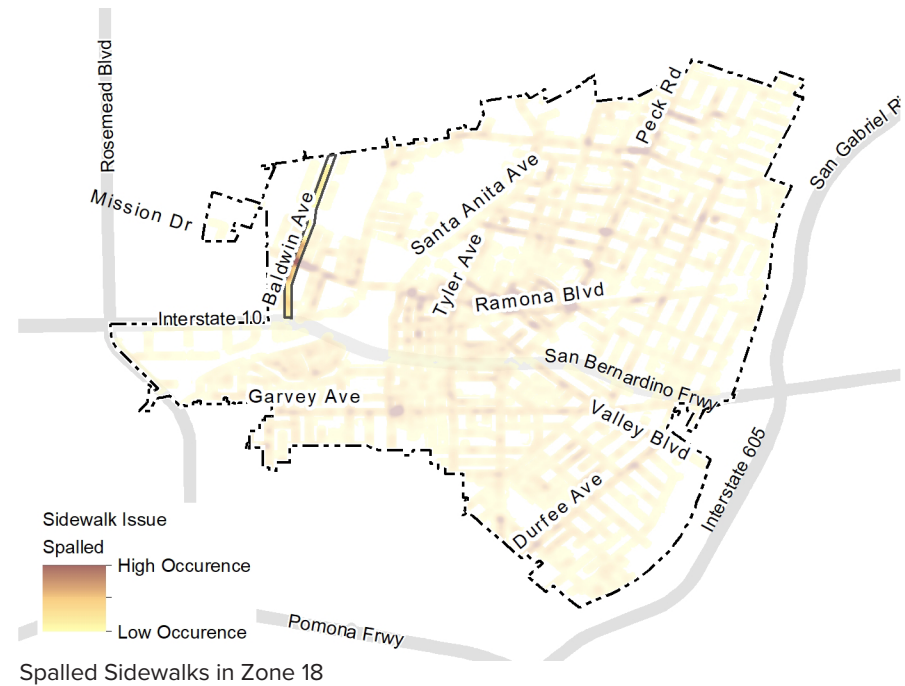 Rosemead Blvd
Peck Rd
San Gabriel Ri
Mission Dr
Santa Anita Ave
Baldwin Ave
Tyler Ave
Ramona Blvd
Interstate 10
San Bernardino Frwy
Garvey Ave
Valley Blvd
Interstate 605
Durfee Ave
Sidewalk Issue
Spalled
High Occurence
Low Occurence
Pomona Frwy
Spalled Sidewalks in Zone 18